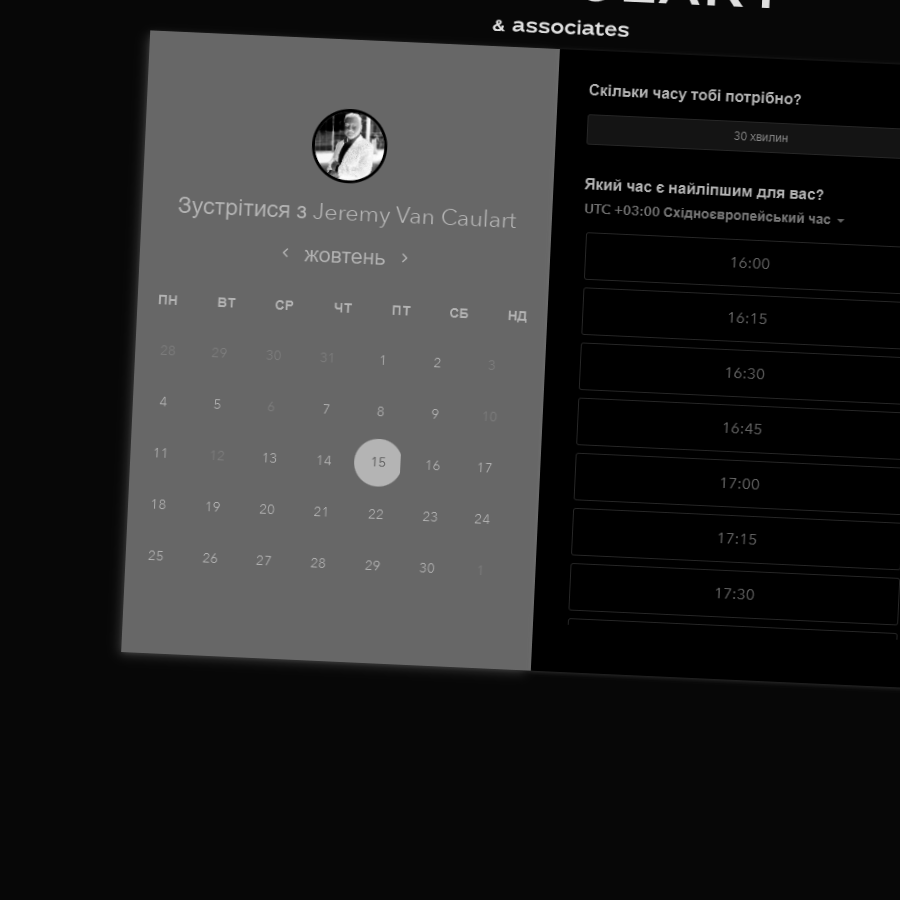 & associates
Зустрітися з Jeremy Van Caulart
жовтень
ПН ВТ СР ЧТ ПТ СБ НД
28 29 30 31 1 2 3
4 5 6 7 8 9 10
11 12 13 14 15 16 17
18 19 20 21 22 23 24
25 26 27 28 29 30 1
Скільки часу тобі потрібно?
30 хвилин
Який час є найліпшим для вас?
UTC +03:00 Східноєвропейський час
16:00
16:15
16:30
16:45
17:00
17:15
17:30